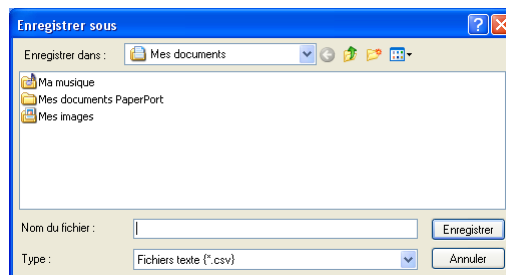 Enregistrer sous
Enregistrer dans : Mes documents
Ma musique
Mes documents PaperPort
Mes images
Nom du fichier : Enregistrer
Type : Fichiers texte {*.csv} Annuler